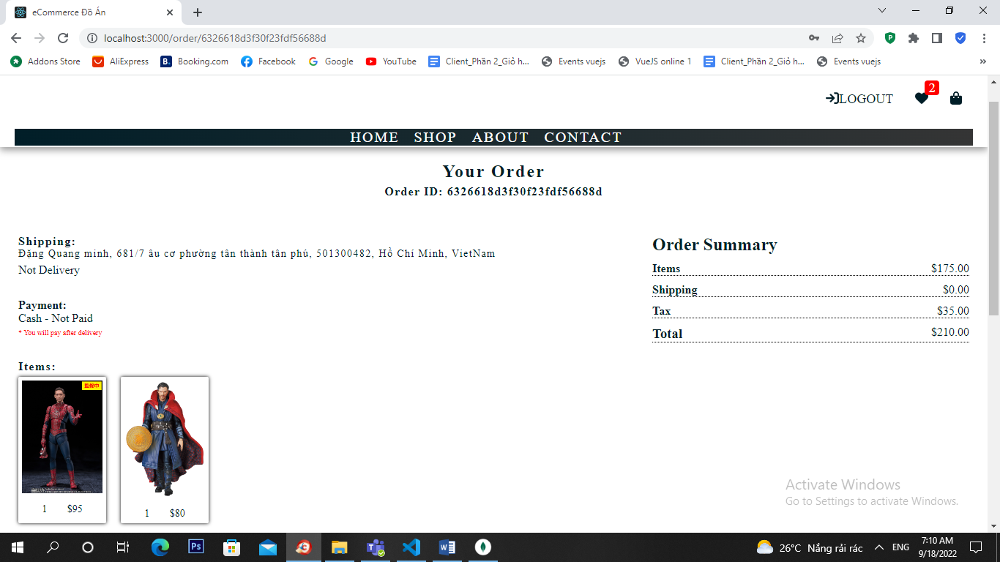 eCommerce Đồ Án
localhost:3000/order/6326618d3f30f23fdf56688d
Addons Store AliExpress B. Booking.com Facebook Google YouTube Client_Phần 2_Giỏ h... Events vuejs VueJS online 1 Client_Phần 2_Giỏ h... Events vuejs »
LOGOUT 2
HOME SHOP ABOUT CONTACT
Your Order
Order ID: 6326618d3f30f23fdf56688d
Shipping:
Đặng Quang minh, 681/7 âu cơ phường tân thành tân phú, 501300482, Hồ Chí Minh, VietNam
Not Delivery
Payment:
Cash - Not Paid
* You will pay after delivery
Items:
監修中
1 $95
1 $80
Order Summary
Items $175.00
Shipping $0.00
Tax $35.00
Total $210.00
Activate Windows
Go to Settings to activate Windows.
Ps
26°C Nắng rải rác ENG 7:10 AM
9/18/2022